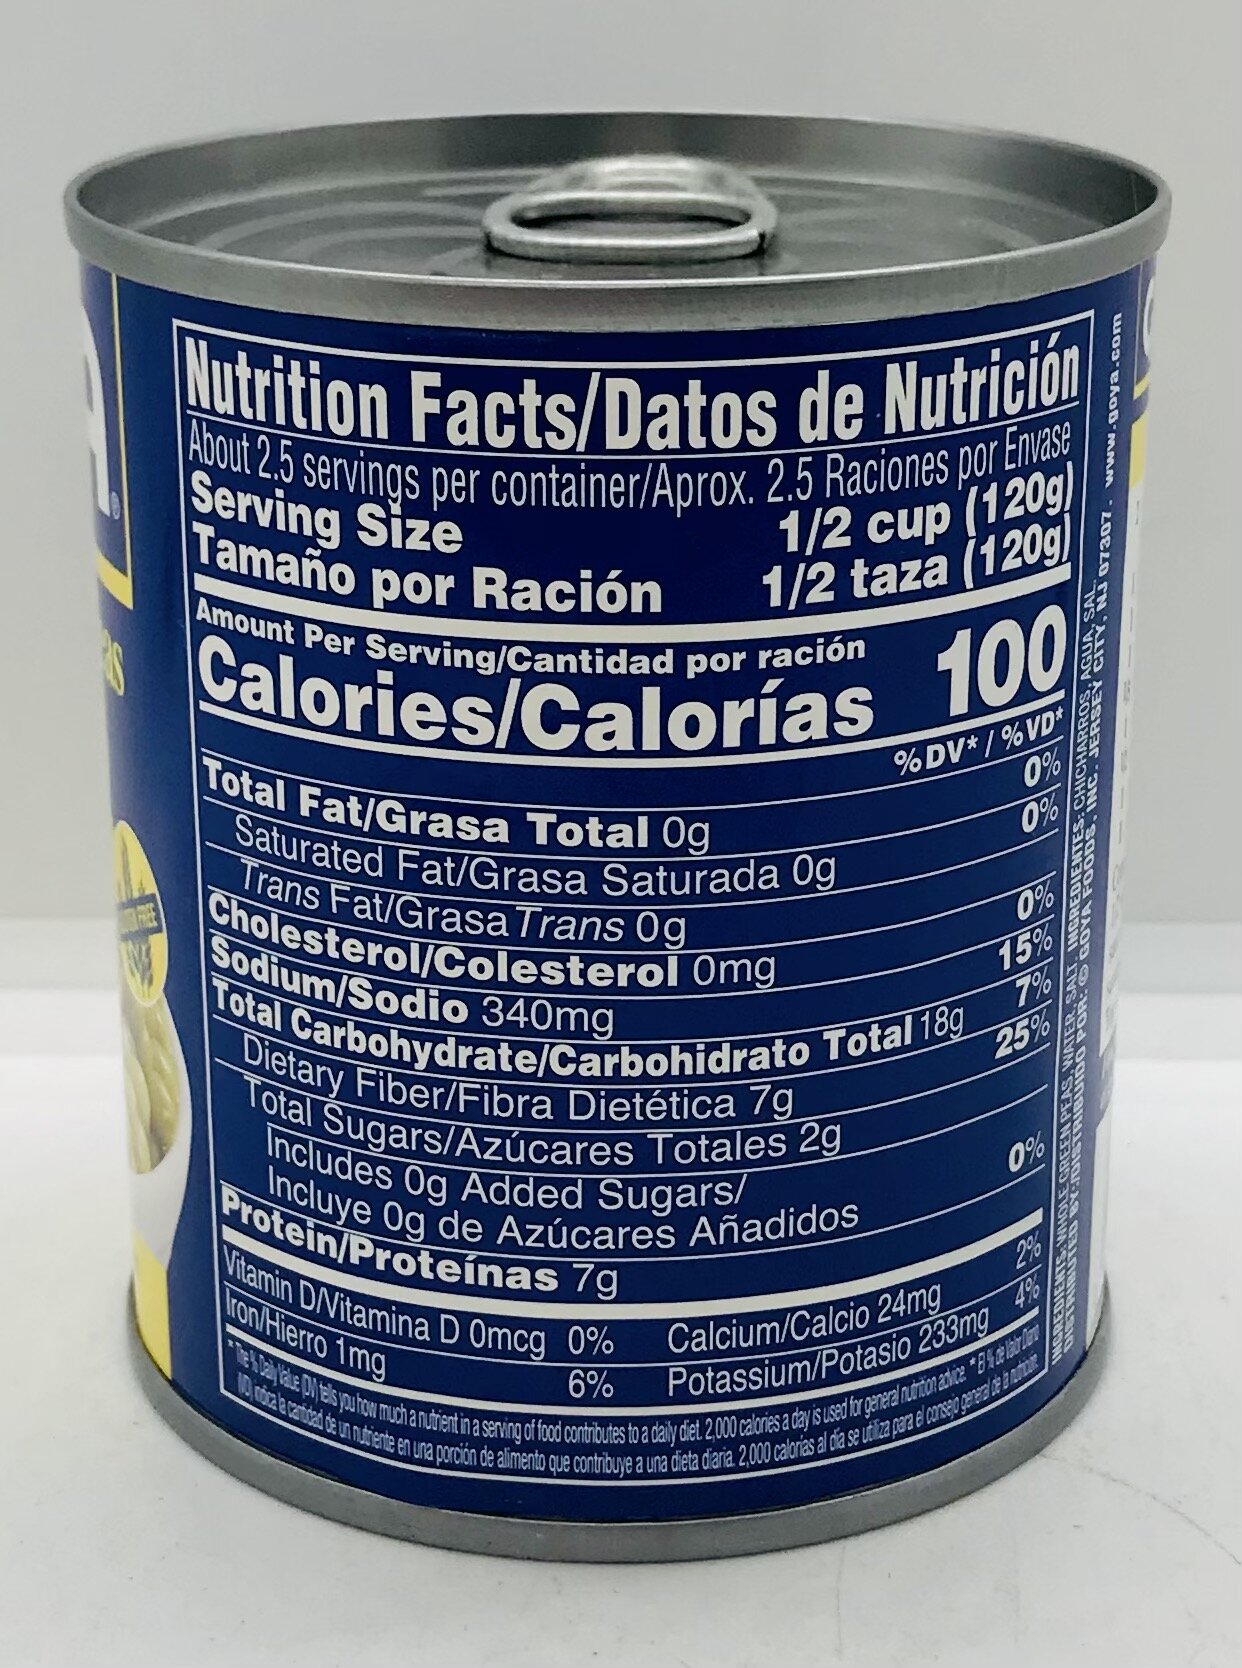 Nutrition Facts/Datos de Nutrición
About 2.5 servings per container/Aprox. 2.5 Raciones por Envase
Serving Size 1/2 cup (120g)
Tamaño por Ración 1/2 taza (120g)
Amount Per Serving/Cantidad por ración
Calories/Calorías 100
%DV* / %VD*
Total Fat/Grasa Total 0g 0%
Saturated Fat/Grasa Saturada 0g 0%
Trans Fat/Grasa Trans 0g
Cholesterol/Colesterol 0mg 0%
Sodium/Sodio 340mg 15%
Total Carbohydrate/Carbohidrato Total 18g 7%
Dietary Fiber/Fibra Dietética 7g 25%
Total Sugars/Azúcares Totales 2g
Includes 0g Added Sugars/
Incluye 0g de Azúcares Añadidos 0%
Protein/Proteínas 7g
Vitamin D/Vitamina D 0mcg 0% Calcium/Calcio 24mg 2%
Iron/Hierro 1mg 6% Potassium/Potasio 233mg 4%
*The % Daily Value (DV) tells you how much a nutrient in a serving of food contributes to a daily diet. 2,000 calories a day is used for general nutrition advice. *El % de Valor Diario
(VD) indica la cantidad de un nutriente en una porción de alimento que contribuye a una dieta diaria. 2,000 calorías al día se utiliza para el consejo general de la nutrición.
INGREDIENTS: WHOLE GREEN PEAS, WATER, SALT. INGREDIENTES: CHICHARROS, AGUA, SAL.
DISTRIBUTED BY:/DISTRIBUIDO POR: © GOYA FOODS, INC., JERSEY CITY, NJ 07307. www.goya.com
A®
as
FREE